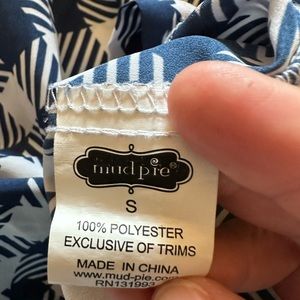 mudpie®
S
100% POLYESTER
EXCLUSIVE OF TRIMS
MADE IN CHINA
www.mud-pie.com
RN131993